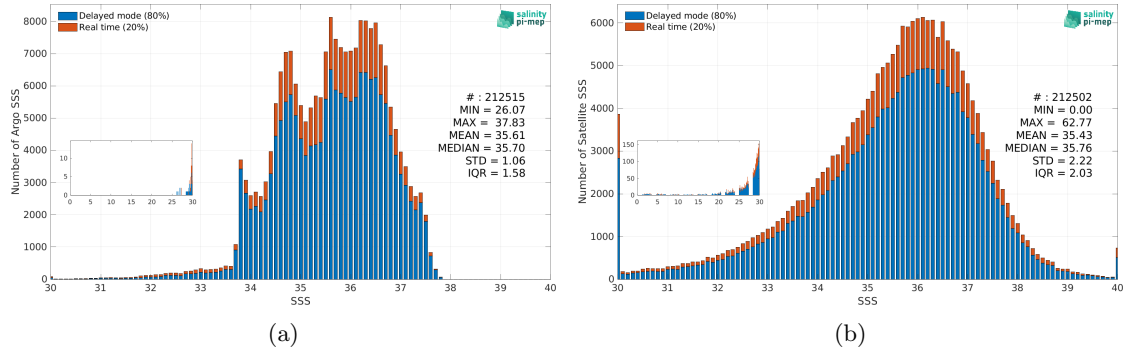 Delayed mode (80%)
Real time (20%)
salinity
pi-mep
Number of Argo SSS
8000
7000
6000
5000
4000
3000
2000
1000
0
# : 212515
MIN = 26.07
MAX = 37.83
MEAN = 35.61
MEDIAN = 35.70
STD = 1.06
IQR = 1.58
10
5
0
0 5 10 15 20 25 30
30 31 32 33 34 35 36 37 38 39 40
SSS
(a)
Delayed mode (80%)
Real time (20%)
salinity
pi-mep
Number of Satellite SSS
6000
5000
4000
3000
2000
1000
0
# : 212502
MIN = 0.00
MAX = 62.77
MEAN = 35.43
MEDIAN = 35.76
STD = 2.22
IQR = 2.03
150
100
50
0
0 5 10 15 20 25 30
30 31 32 33 34 35 36 37 38 39 40
SSS
(b)